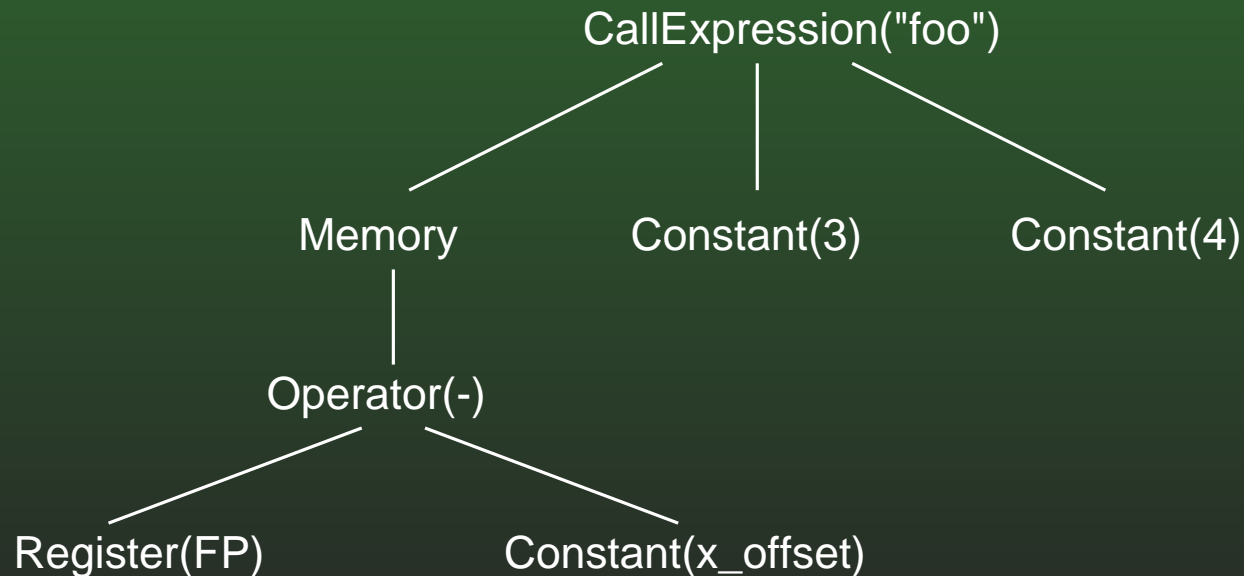 CallExpression("foo")
Memory Constant(3) Constant(4)
Operator(-)
Register(FP) Constant(x_offset)